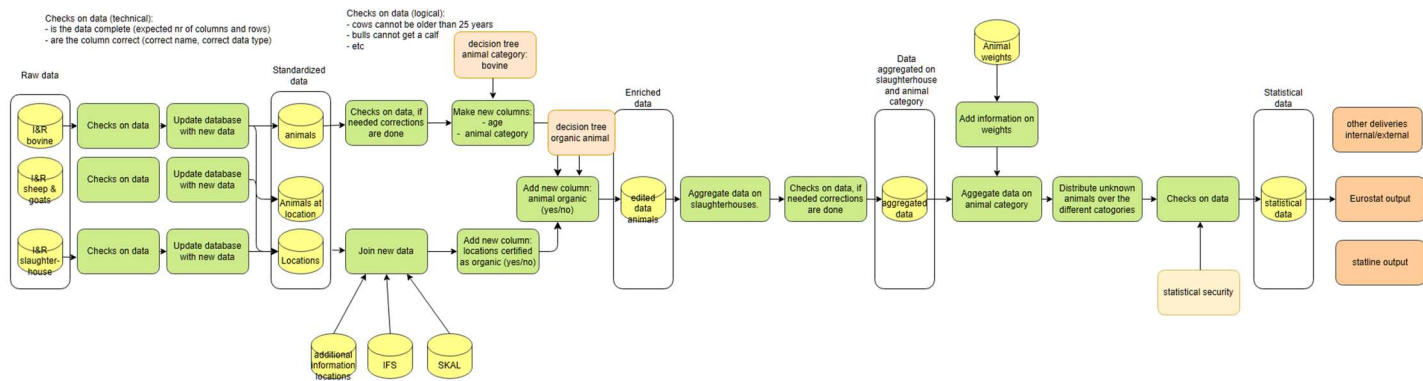 Checks on data (technical):
- is the data complete (expected nr of columns and rows)
- are the column correct (correct name, correct data type)
Checks on data (logical):
- cows cannot be older than 25 years
- bulls cannot get a calf
- etc
decision tree
animal category:
bovine
Raw data
Standardized
data
I&R
bovine
Checks on data
Update database
with new data
animals
Checks on data, if
needed corrections
are done
Make new columns:
- age
- animal category
decision tree
organic animal
I&R
sheep &
goats
Checks on data
Update database
with new data
Animals at
location
I&R
slaughter-
house
Checks on data
Update database
with new data
Locations
Join new data
Add new column:
locations certified
as organic (yes/no)
Add new column:
animal organic
(yes/no)
additional
information
locations
IFS
SKAL
Enriched
data
edited
data
animals
Aggregate data on
slaughterhouses.
Checks on data, if
needed corrections
are done
Data
aggregated on
slaughterhouse
and animal
category
aggregated
data
Animal
weights
Add information on
weights
Aggegate data on
animal category
Distribute unknown
animals over the
different catogories
Checks on data
statistical security
Statistical
data
statistical
data
other deliveries
internal/external
Eurostat output
statline output